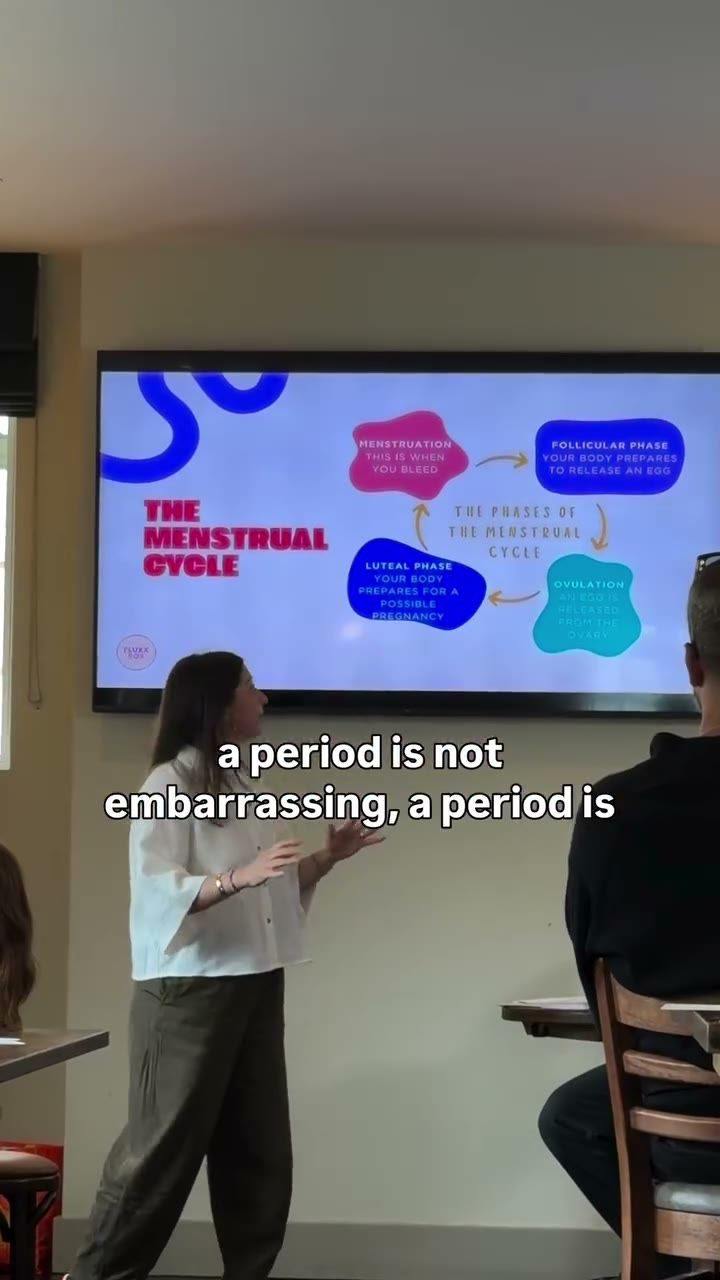 THE
MENSTRUAL
CYCLE
MENSTRUATION
THIS IS WHEN
YOU BLEED
FOLLICULAR PHASE
YOUR BODY PREPARES
TO RELEASE AN EGG
THE PHASES OF
THE MENSTRUAL
CYCLE
OVULATION
AN EGG IS
RELEASED
FROM THE
OVARY
LUTEAL PHASE
YOUR BODY
PREPARES FOR A
POSSIBLE
PREGNANCY
a period is not
embarrassing, a period is